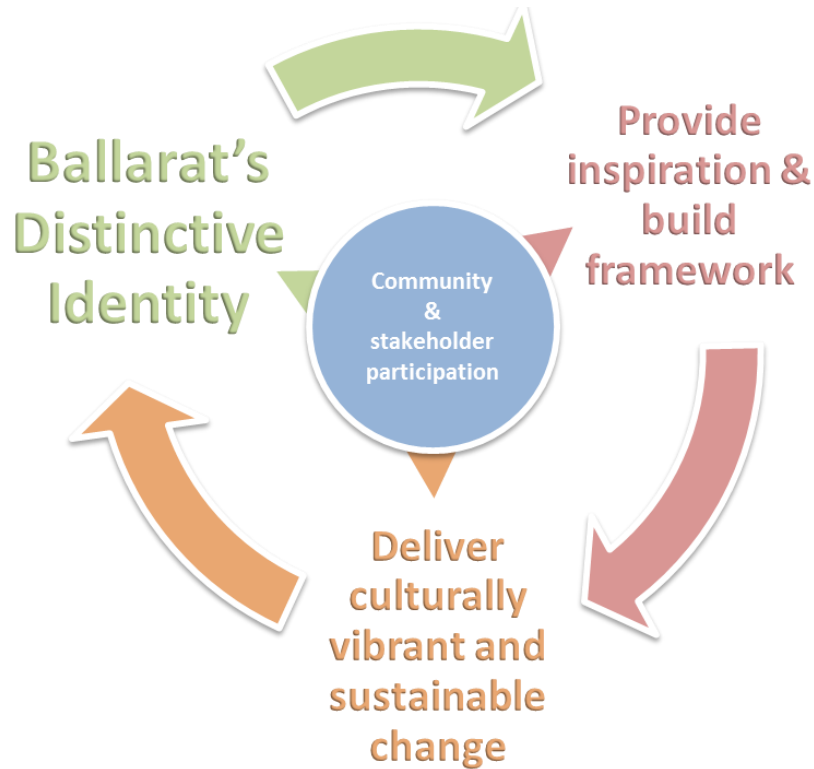 Ballarat's
Distinctive
Identity
Provide
inspiration &
build
framework
Community
&
stakeholder
participation
Deliver
culturally
vibrant and
sustainable
change